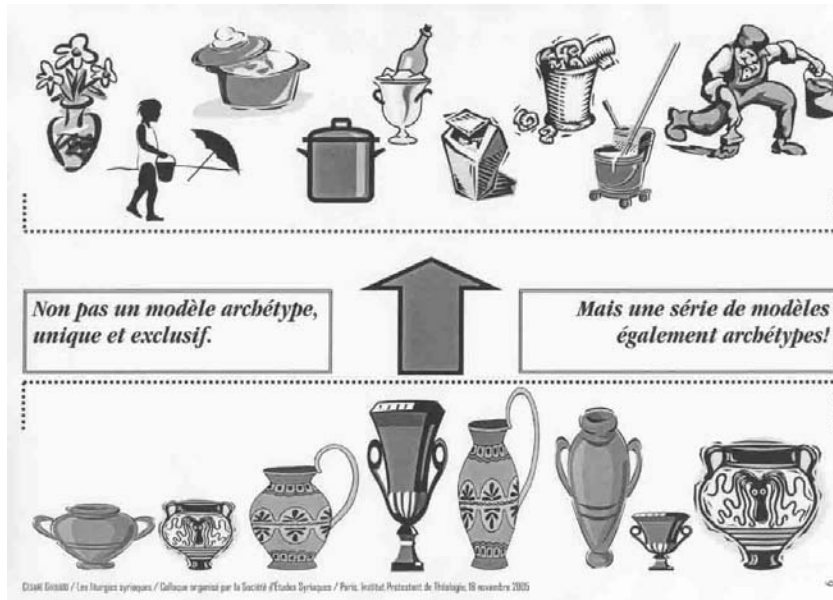 Non pas un modèle archétype,
unique et exclusif.
Mais une série de modèles
également archétypes!
CESARE GIRAUDO / Les liturgies syriaques / Colloque organisé par la Société d'Études Syriaques / Paris, Institut Protestant de Théologie, 18 novembre 2005